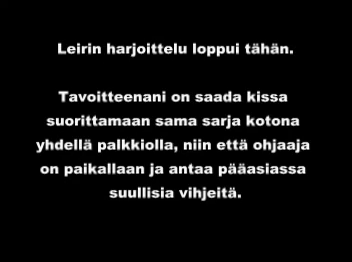 Leirin harjoittelu loppui tähän.
Tavoitteenani on saada kissa
suorittamaan sama sarja kotona
yhdellä palkkiolla, niin että ohjaaja
on paikallaan ja antaa pääasiassa
suullisia vihjeitä.